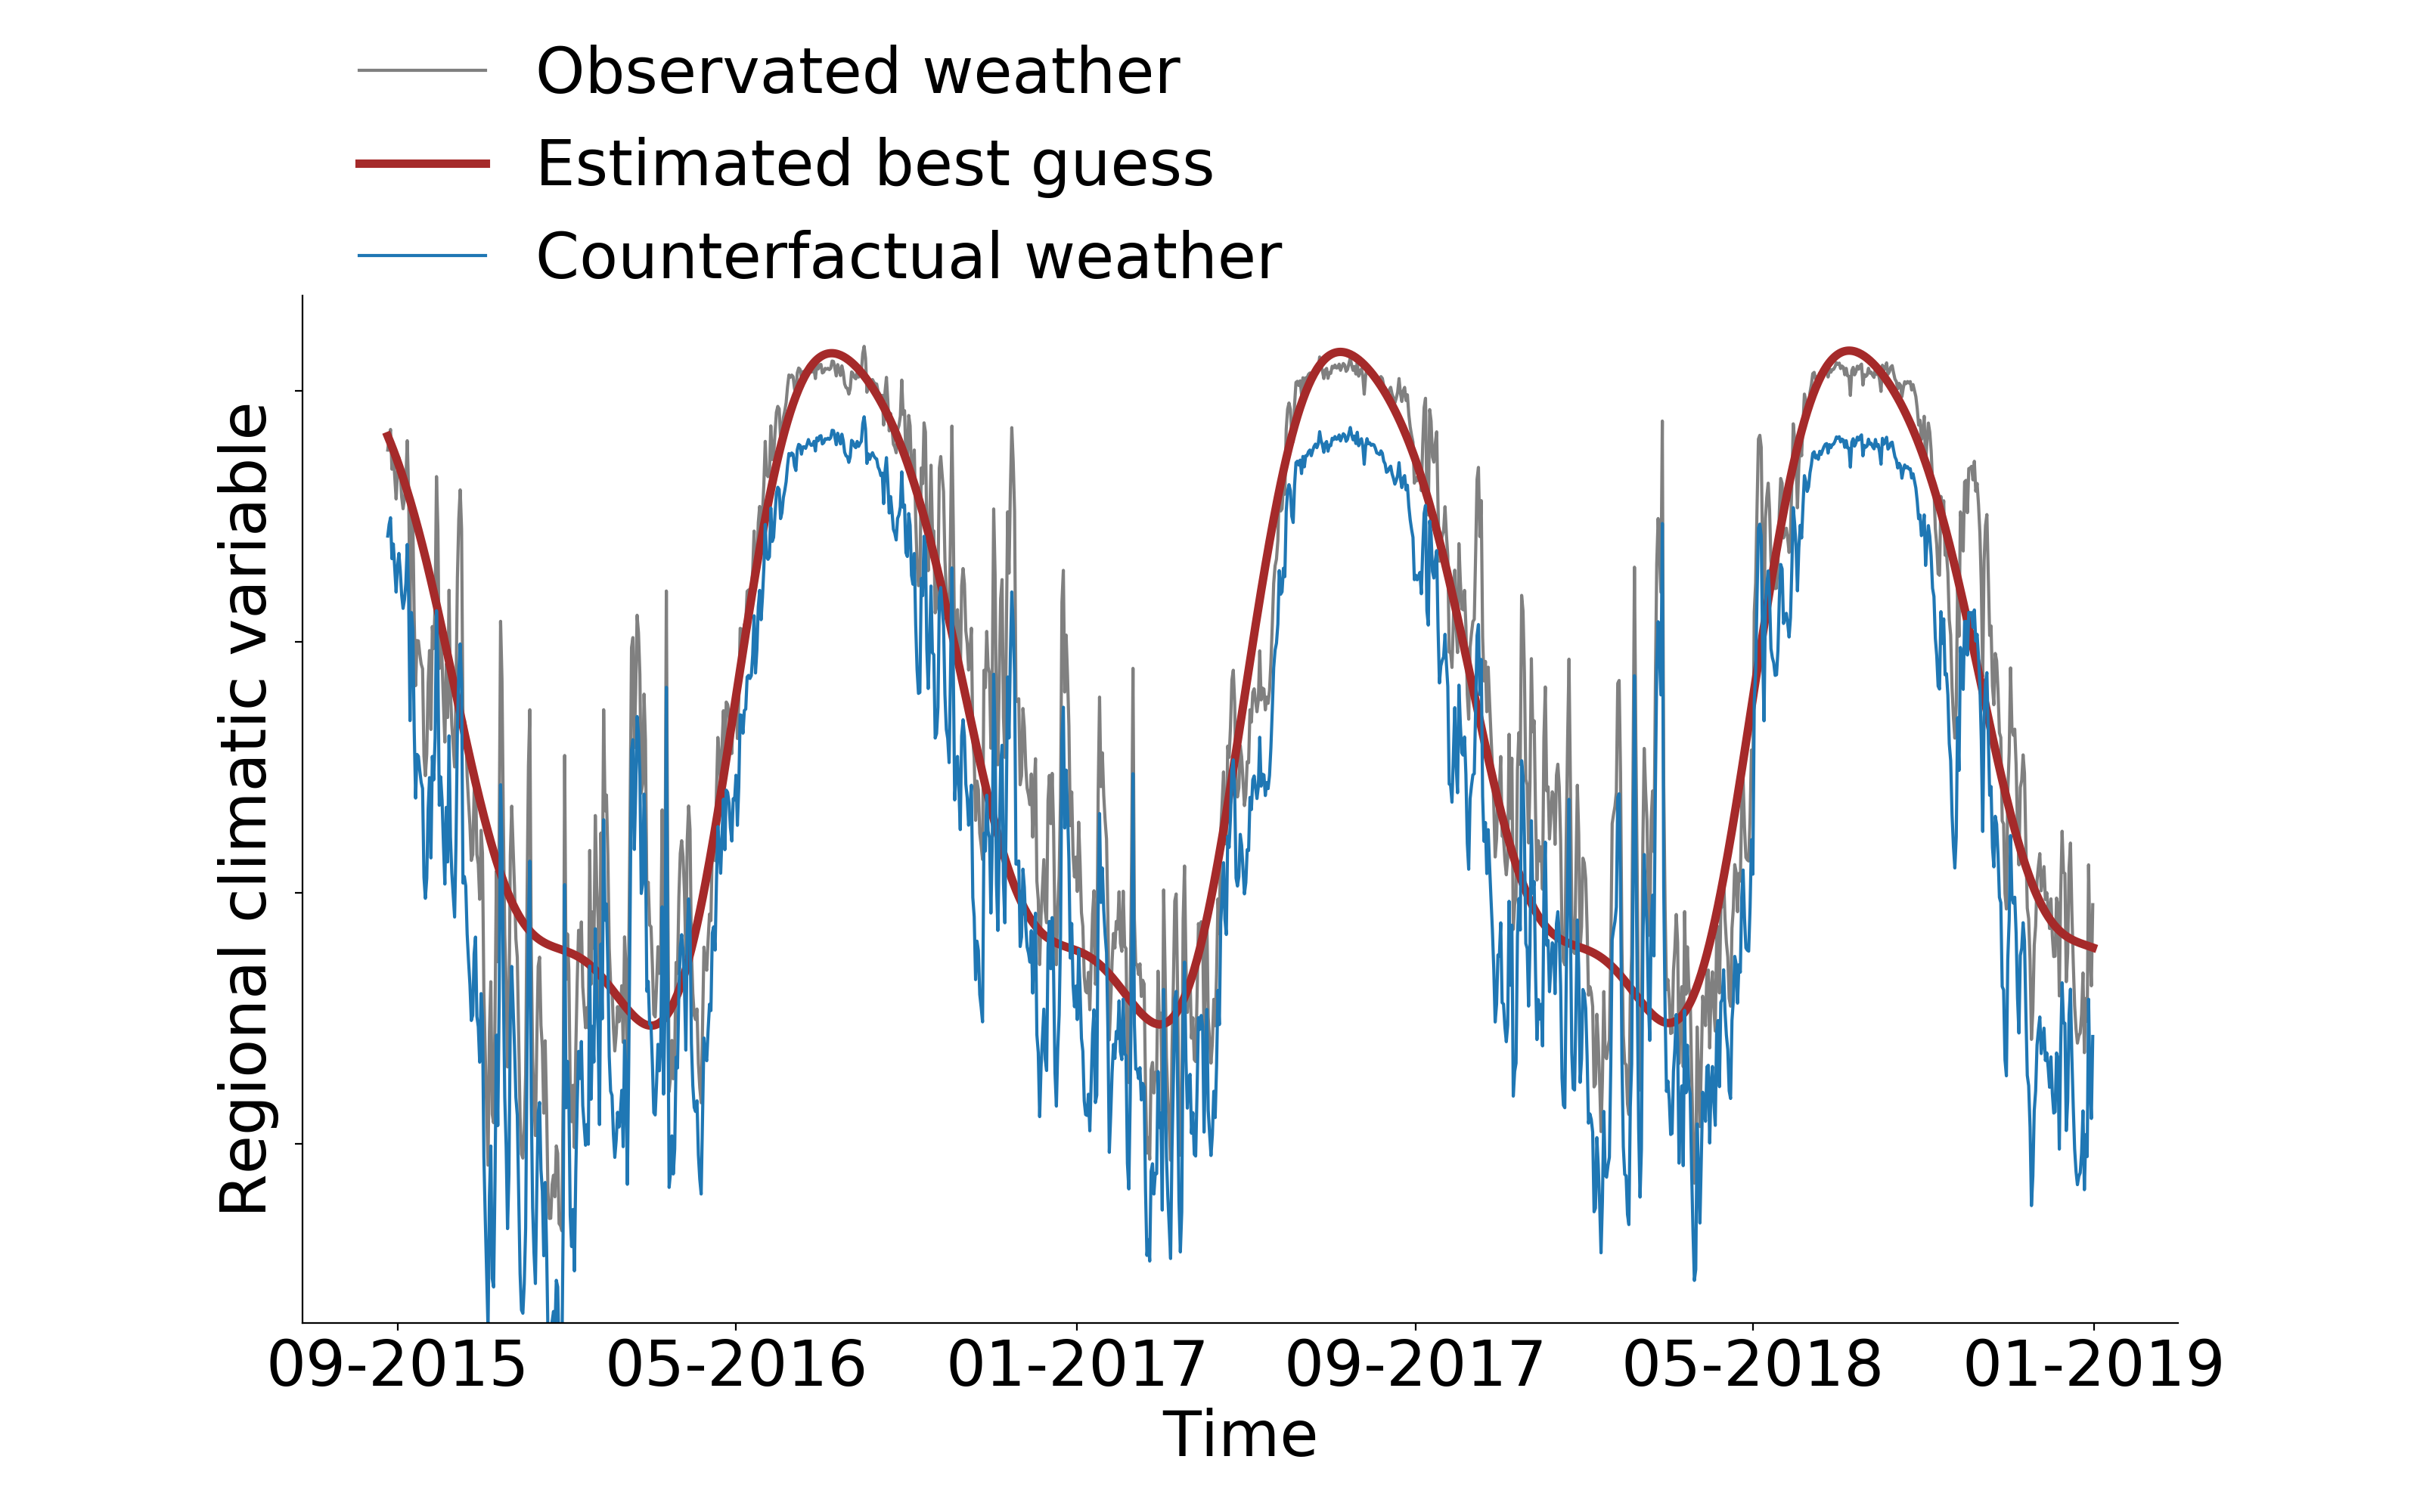 Observated weather
Estimated best guess
Counterfactual weather
Regional climatic variable
09-2015
05-2016
01-2017
09-2017
05-2018
01-2019
Time